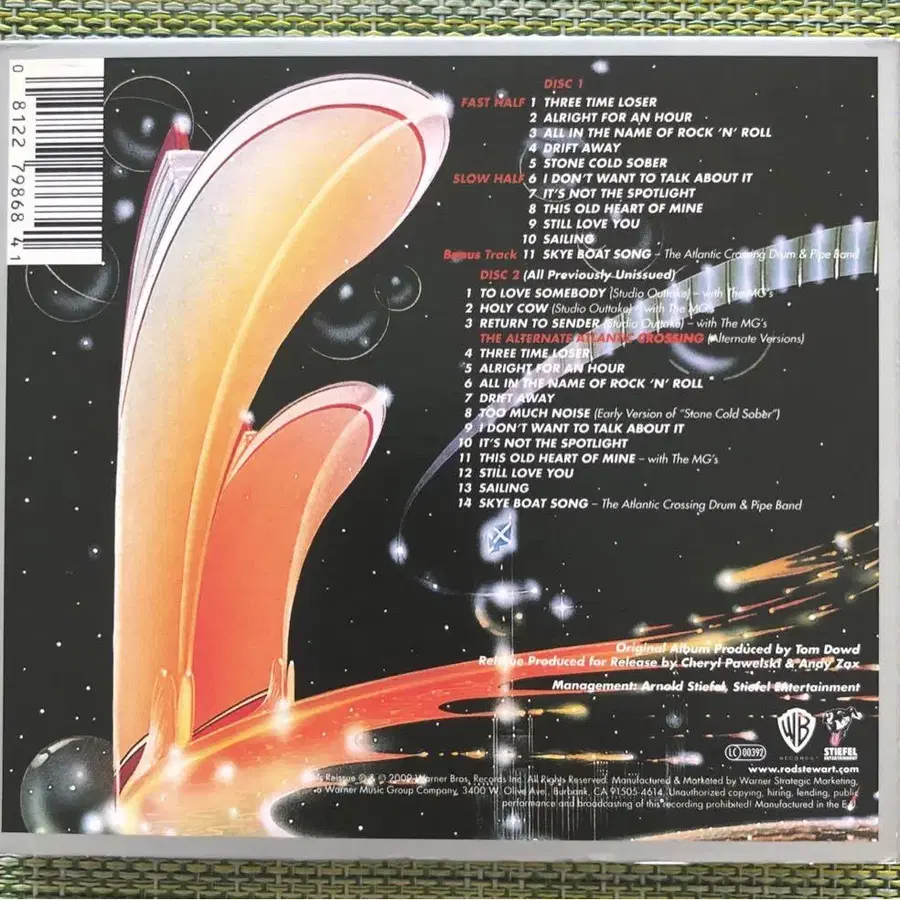 0 81227 98684 1
DISC 1
FAST HALF 1 THREE TIME LOSER
2 ALRIGHT FOR AN HOUR
3 ALL IN THE NAME OF ROCK 'N' ROLL
4 DRIFT AWAY
5 STONE COLD SOBER
SLOW HALF 6 I DON'T WANT TO TALK ABOUT IT
7 IT'S NOT THE SPOTLIGHT
8 THIS OLD HEART OF MINE
9 STILL LOVE YOU
10 SAILING
Bonus Track 11 SKYE BOAT SONG – The Atlantic Crossing Drum & Pipe Band
DISC 2 (All Previously Unissued)
1 TO LOVE SOMEBODY (Studio Outtake) – with The MG's
2 HOLY COW (Studio Outtake) – with The MG's
3 RETURN TO SENDER (Studio Outtake) – with The MG's
THE ALTERNATE ATLANTIC CROSSING (Alternate Versions)
4 THREE TIME LOSER
5 ALRIGHT FOR AN HOUR
6 ALL IN THE NAME OF ROCK 'N' ROLL
7 DRIFT AWAY
8 TOO MUCH NOISE (Early Version of "Stone Cold Sober")
9 I DON'T WANT TO TALK ABOUT IT
10 IT'S NOT THE SPOTLIGHT
11 THIS OLD HEART OF MINE – with The MG's
12 STILL LOVE YOU
13 SAILING
14 SKYE BOAT SONG – The Atlantic Crossing Drum & Pipe Band
Original Album Produced by Tom Dowd
Reissue Produced for Release by Cheryl Pawelski & Andy Zax
Management: Arnold Stiefel, Stiefel Entertainment
LC 00392
WB
RECORDS
STIEFEL
ENTERTAINMENT
www.rodstewart.com
Reissue ℗ & © 2009 Warner Bros. Records Inc. All Rights Reserved. Manufactured & Marketed by Warner Strategic Marketing,
a Warner Music Group Company, 3400 W. Olive Ave., Burbank, CA 91505-4614. Unauthorized copying, hiring, lending, public
performance and broadcasting of this recording prohibited! Manufactured in the